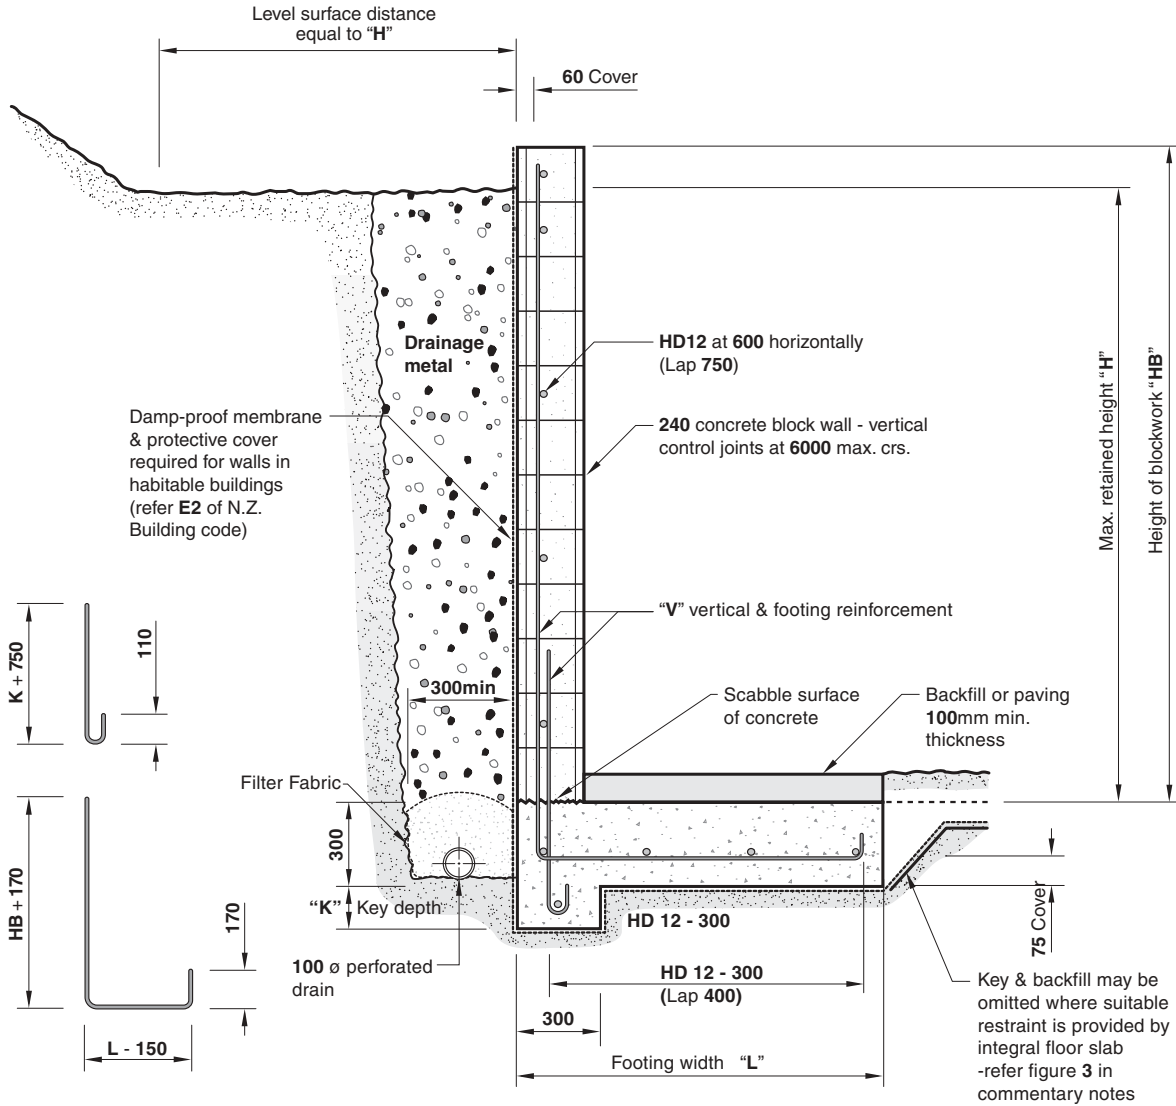 Level surface distance
equal to “H”
60 Cover
Drainage
metal
HD12 at 600 horizontally
(Lap 750)
Damp-proof membrane
& protective cover
required for walls in
habitable buildings
(refer E2 of N.Z.
Building code)
240 concrete block wall - vertical
control joints at 6000 max. crs.
Max. retained height “H”
Height of blockwork “HB”
“V” vertical & footing reinforcement
K + 750
110
300min
Scabble surface
of concrete
Backfill or paving
100mm min.
thickness
Filter Fabric
300
“K” Key depth
HB + 170
170
L - 150
100 ø perforated
drain
HD 12 - 300
HD 12 - 300
(Lap 400)
300
Footing width “L”
75 Cover
Key & backfill may be
omitted where suitable
restraint is provided by
integral floor slab
-refer figure 3 in
commentary notes